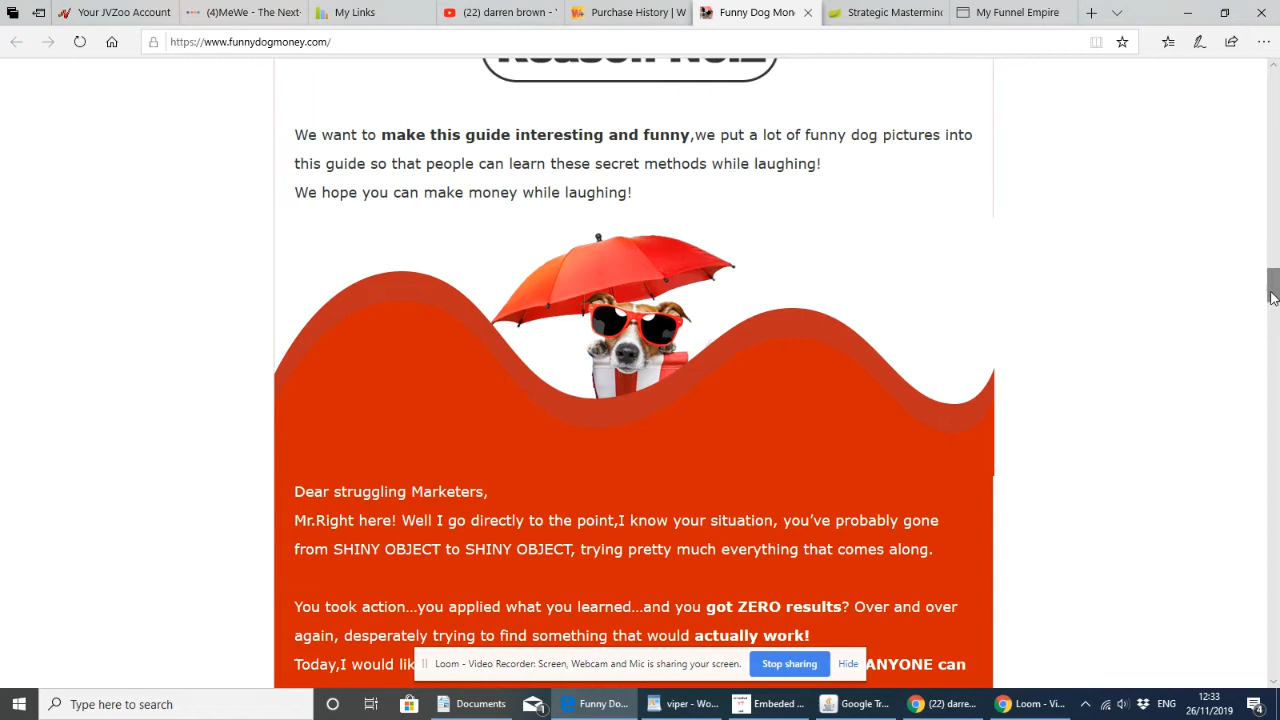 Your JVZoo Account
(4)MeWe - The Next
My Links
(22) darren brown - Y
Purchase History | W
Funny Dog Mon
Strategic Mastermin
My Funnel Empire
https://www.funnydogmoney.com/
Reason No.2
We want to make this guide interesting and funny,we put a lot of funny dog pictures into
this guide so that people can learn these secret methods while laughing!
We hope you can make money while laughing!
Dear struggling Marketers,
Mr.Right here! Well I go directly to the point,I know your situation, you’ve probably gone
from SHINY OBJECT to SHINY OBJECT, trying pretty much everything that comes along.
You took action...you applied what you learned...and you got ZERO results? Over and over
again, desperately trying to find something that would actually work!
Today,I would lik
ANYONE can
Loom - Video Recorder: Screen, Webcam and Mic is sharing your screen.
Stop sharing
Hide
Type here to search
1
Documents
Funny Do...
viper - Wo...
Embeded ...
Google Tr...
(22) darre...
Loom - Vi...
ENG
12:33
26/11/2019
4